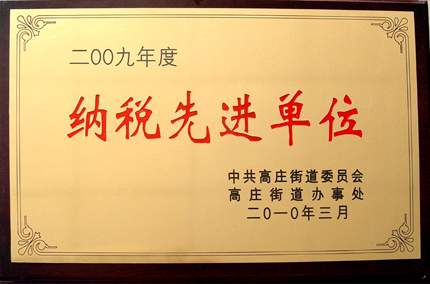 二00九年度
纳税先进单位
中共高庄街道委员会
高庄街道办事处
二0一0年三月